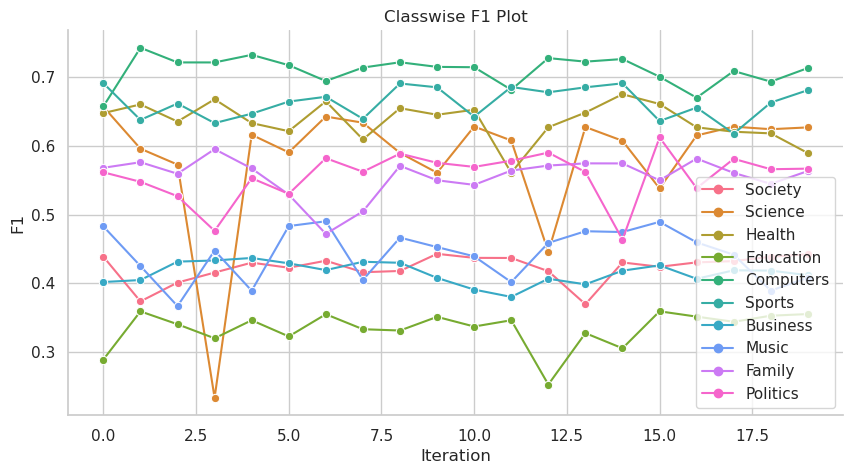 Classwise F1 Plot
F1
0.7
0.6
0.5
0.4
0.3
Society
Science
Health
Education
Computers
Sports
Business
Music
Family
Politics
0.0 2.5 5.0 7.5 10.0 12.5 15.0 17.5
Iteration